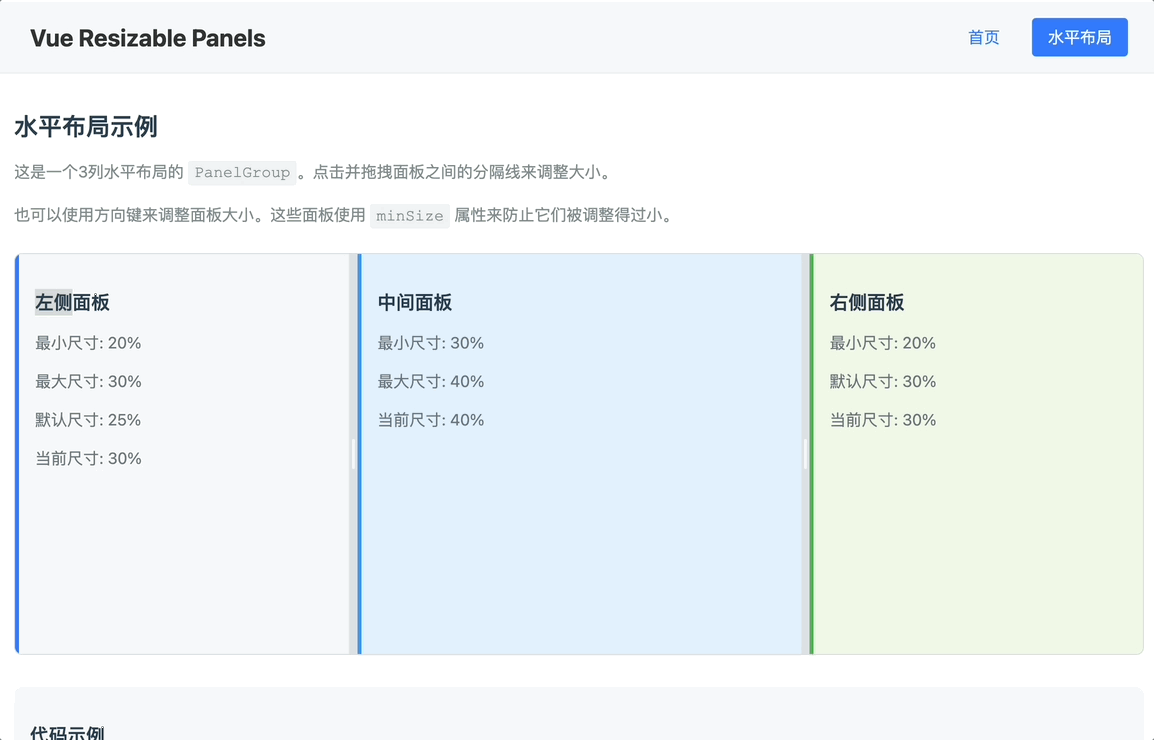 Vue Resizable Panels
首页
水平布局
水平布局示例
这是一个3列水平布局的 PanelGroup 。点击并拖拽面板之间的分隔线来调整大小。
也可以使用方向键来调整面板大小。这些面板使用 minSize 属性来防止它们被调整得过小。
左侧面板
最小尺寸: 20%
最大尺寸: 30%
默认尺寸: 25%
当前尺寸: 30%
中间面板
最小尺寸: 30%
最大尺寸: 40%
当前尺寸: 40%
右侧面板
最小尺寸: 20%
默认尺寸: 30%
当前尺寸: 30%
代码示例